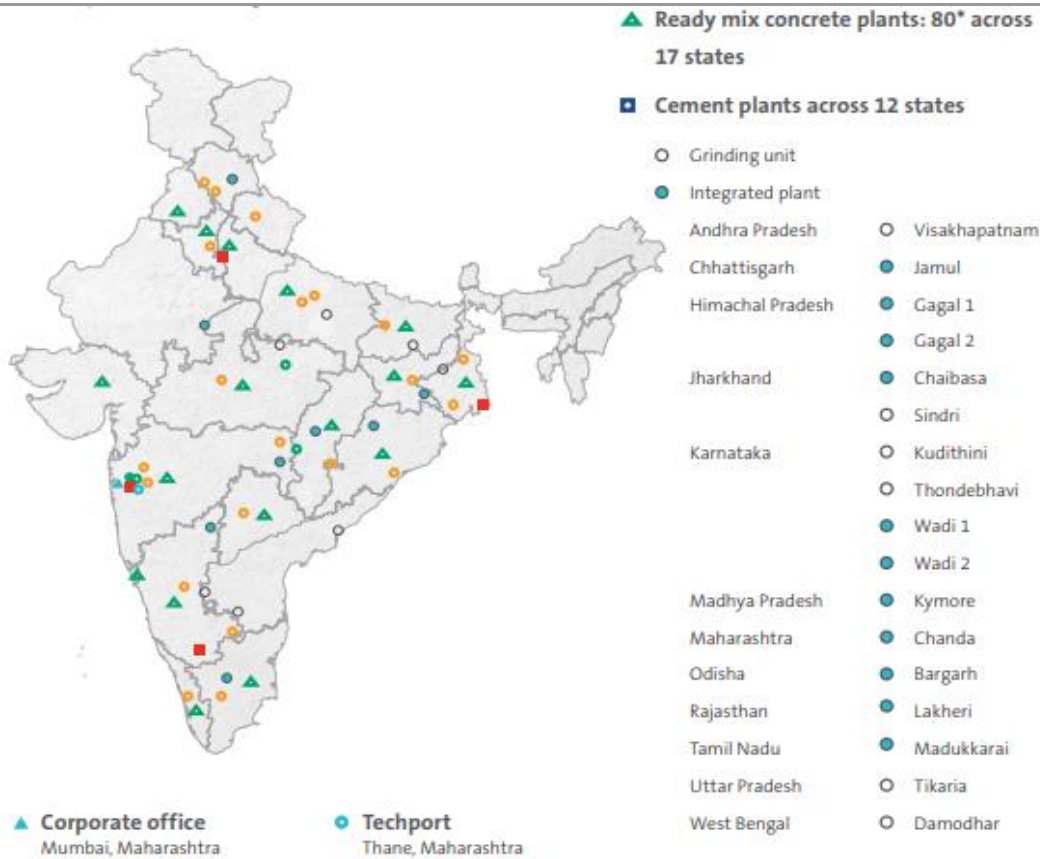 Ready mix concrete plants: 80* across
17 states
Cement plants across 12 states
Grinding unit
Integrated plant
Andhra Pradesh Visakhapatnam
Chhattisgarh Jamul
Himachal Pradesh Gagal 1
Gagal 2
Jharkhand Chaibasa
Sindri
Karnataka Kudithini
Thondebhavi
Wadi 1
Wadi 2
Madhya Pradesh Kymore
Maharashtra Chanda
Odisha Bargarh
Rajasthan Lakheri
Tamil Nadu Madukkarai
Uttar Pradesh Tikaria
West Bengal Damodhar
Corporate office Techport
Mumbai, Maharashtra Thane, Maharashtra